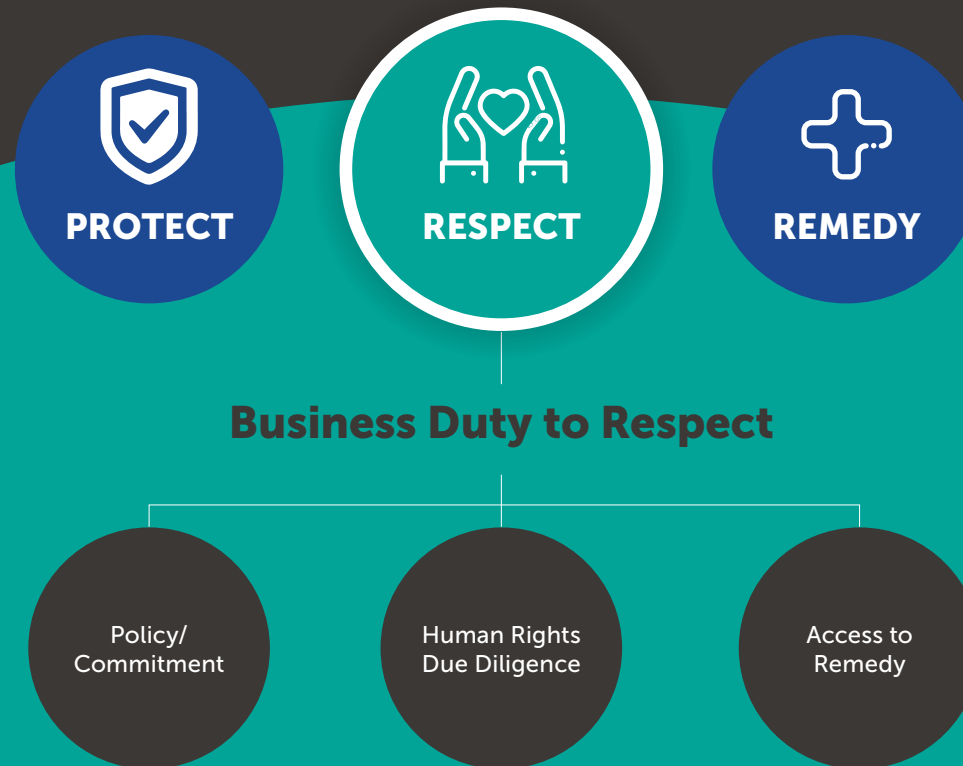 PROTECT
RESPECT
REMEDY
Business Duty to Respect
Policy/
Commitment
Human Rights
Due Diligence
Access to
Remedy